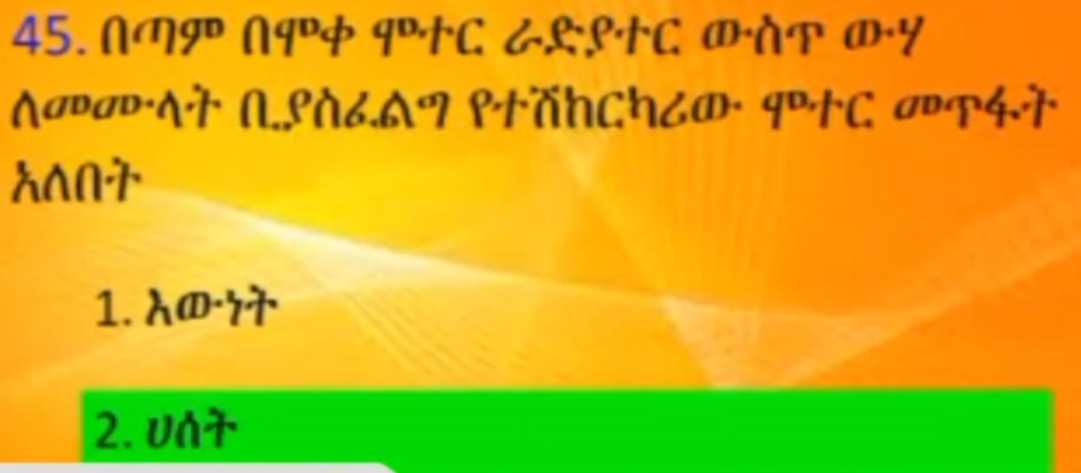 45. በጣም በሞቀ ሞተር ራድያተር ውስጥ ውሃ
ለመሙላት ቢያስፈልግ የተሽከርካሪው ሞተር መጥፋት
አለበት
1. እውነት
2. ሀሰት